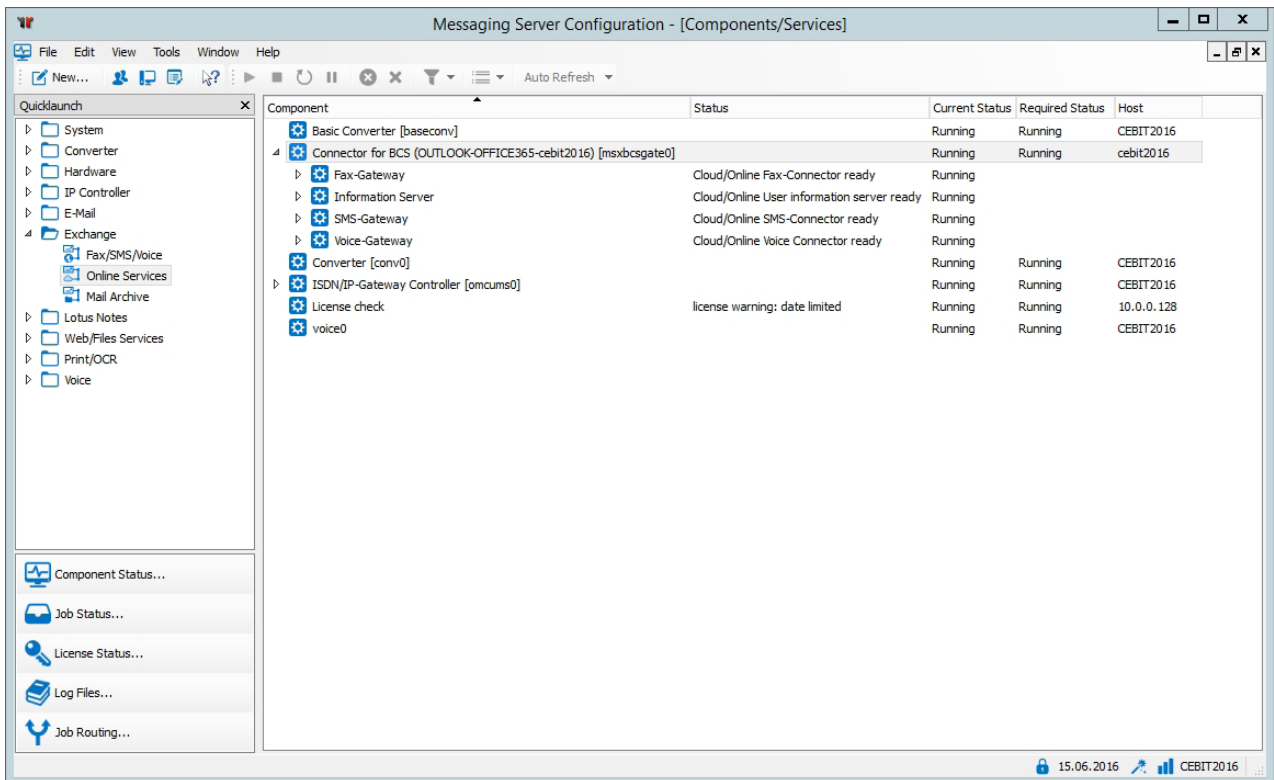 Messaging Server Configuration - [Components/Services]
File Edit View Tools Window Help
New... Auto Refresh
Quicklaunch
System
Converter
Hardware
IP Controller
E-Mail
Exchange
Fax/SMS/Voice
Online Services
Mail Archive
Lotus Notes
Web/Files Services
Print/OCR
Voice
Component Status...
Job Status...
License Status...
Log Files...
Job Routing...
Component Status Current Status Required Status Host
Basic Converter [baseconv] Running Running CEBIT2016
Connector for BCS (OUTLOOK-OFFICE365-cebit2016) [msxbcsgate0] Running Running cebit2016
Fax-Gateway Cloud/Online Fax-Connector ready Running
Information Server Cloud/Online User information server ready Running
SMS-Gateway Cloud/Online SMS-Connector ready Running
Voice-Gateway Cloud/Online Voice Connector ready Running
Converter [conv0] Running Running CEBIT2016
ISDN/IP-Gateway Controller [omcums0] Running Running CEBIT2016
License check license warning: date limited Running Running 10.0.0.128
voice0 Running Running CEBIT2016
15.06.2016 CEBIT2016